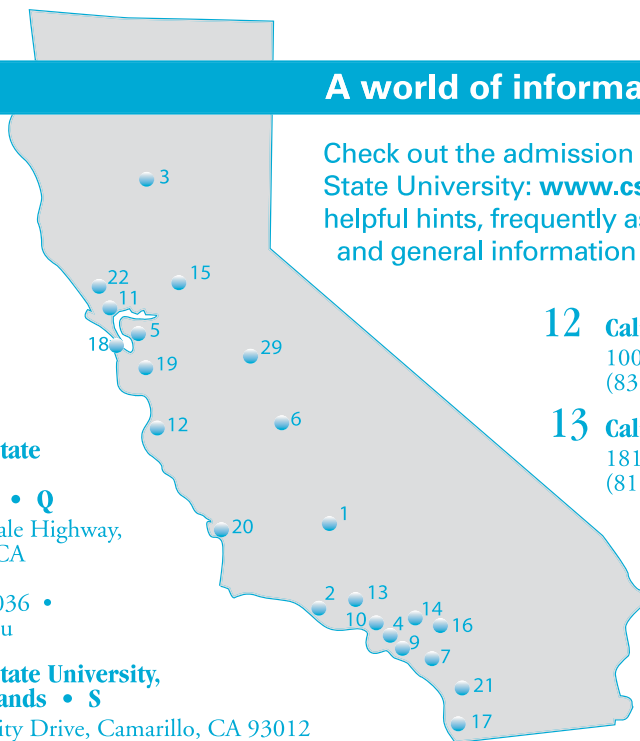 A world of informa
Check out the admission
State University: www.cs
helpful hints, frequently as
and general information
3
15
22
11
5
18
19
29
12
6
20
1
2
13
10
4
14
16
9
7
21
17
12 Cal
100
(83
13 Cal
181
(81
tate
• Q
ale Highway,
CA
036 •
u
tate University,
ands • S
ity Drive, Camarillo, CA 93012